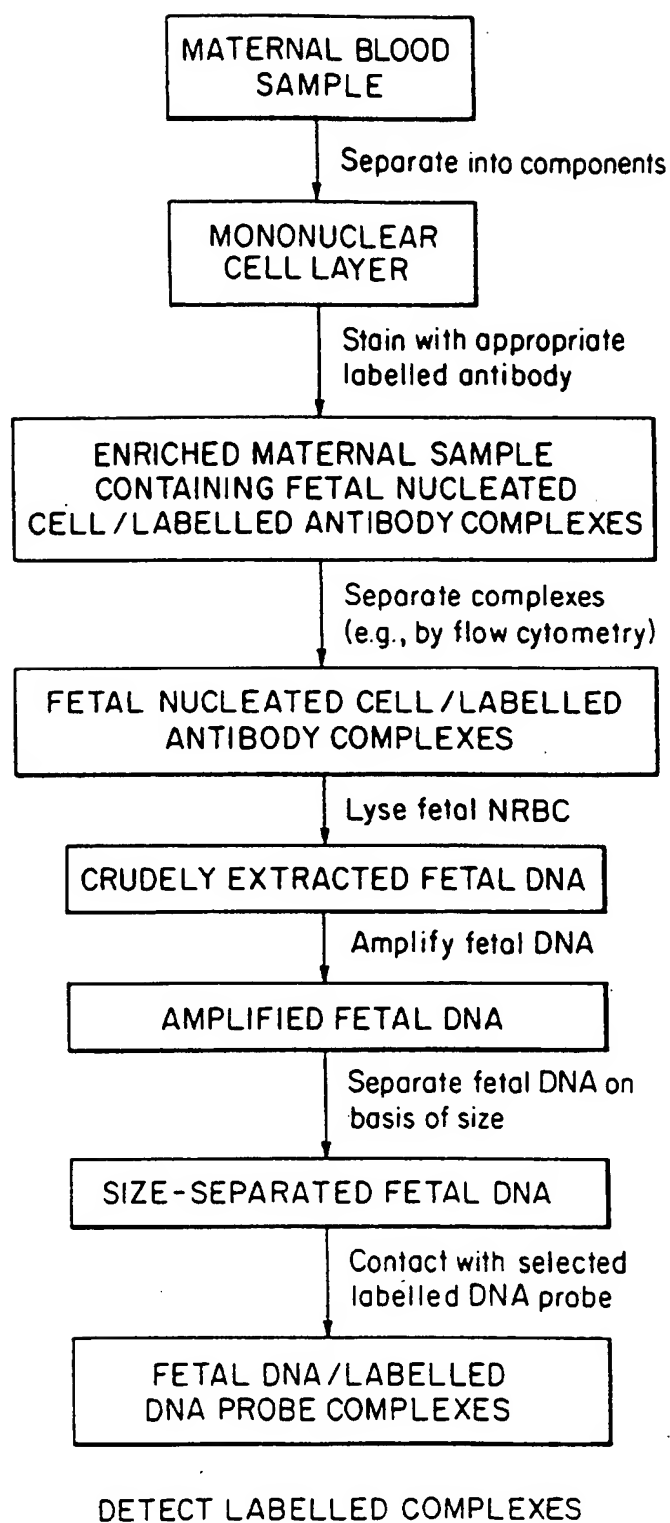 MATERNAL BLOOD
SAMPLE
Separate into components
MONONUCLEAR
CELL LAYER
Stain with appropriate
labelled antibody
ENRICHED MATERNAL SAMPLE
CONTAINING FETAL NUCLEATED
CELL/LABELLED ANTIBODY COMPLEXES
Separate complexes
(e.g., by flow cytometry)
FETAL NUCLEATED CELL/LABELLED
ANTIBODY COMPLEXES
Lyse fetal NRBC
CRUDELY EXTRACTED FETAL DNA
Amplify fetal DNA
AMPLIFIED FETAL DNA
Separate fetal DNA on
basis of size
SIZE-SEPARATED FETAL DNA
Contact with selected
labelled DNA probe
FETAL DNA/LABELLED
DNA PROBE COMPLEXES
DETECT LABELLED COMPLEXES